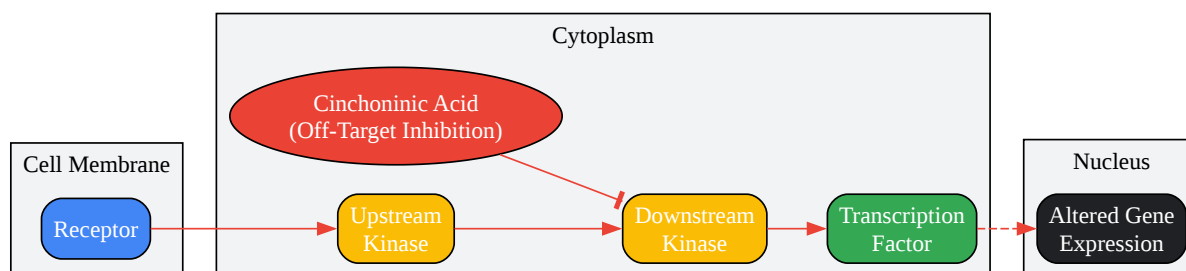 Cytoplasm
Cinchoninic Acid
(Off-Target Inhibition)
Cell Membrane
Nucleus
Receptor
Upstream
Kinase
Downstream
Kinase
Transcription
Factor
Altered Gene
Expression